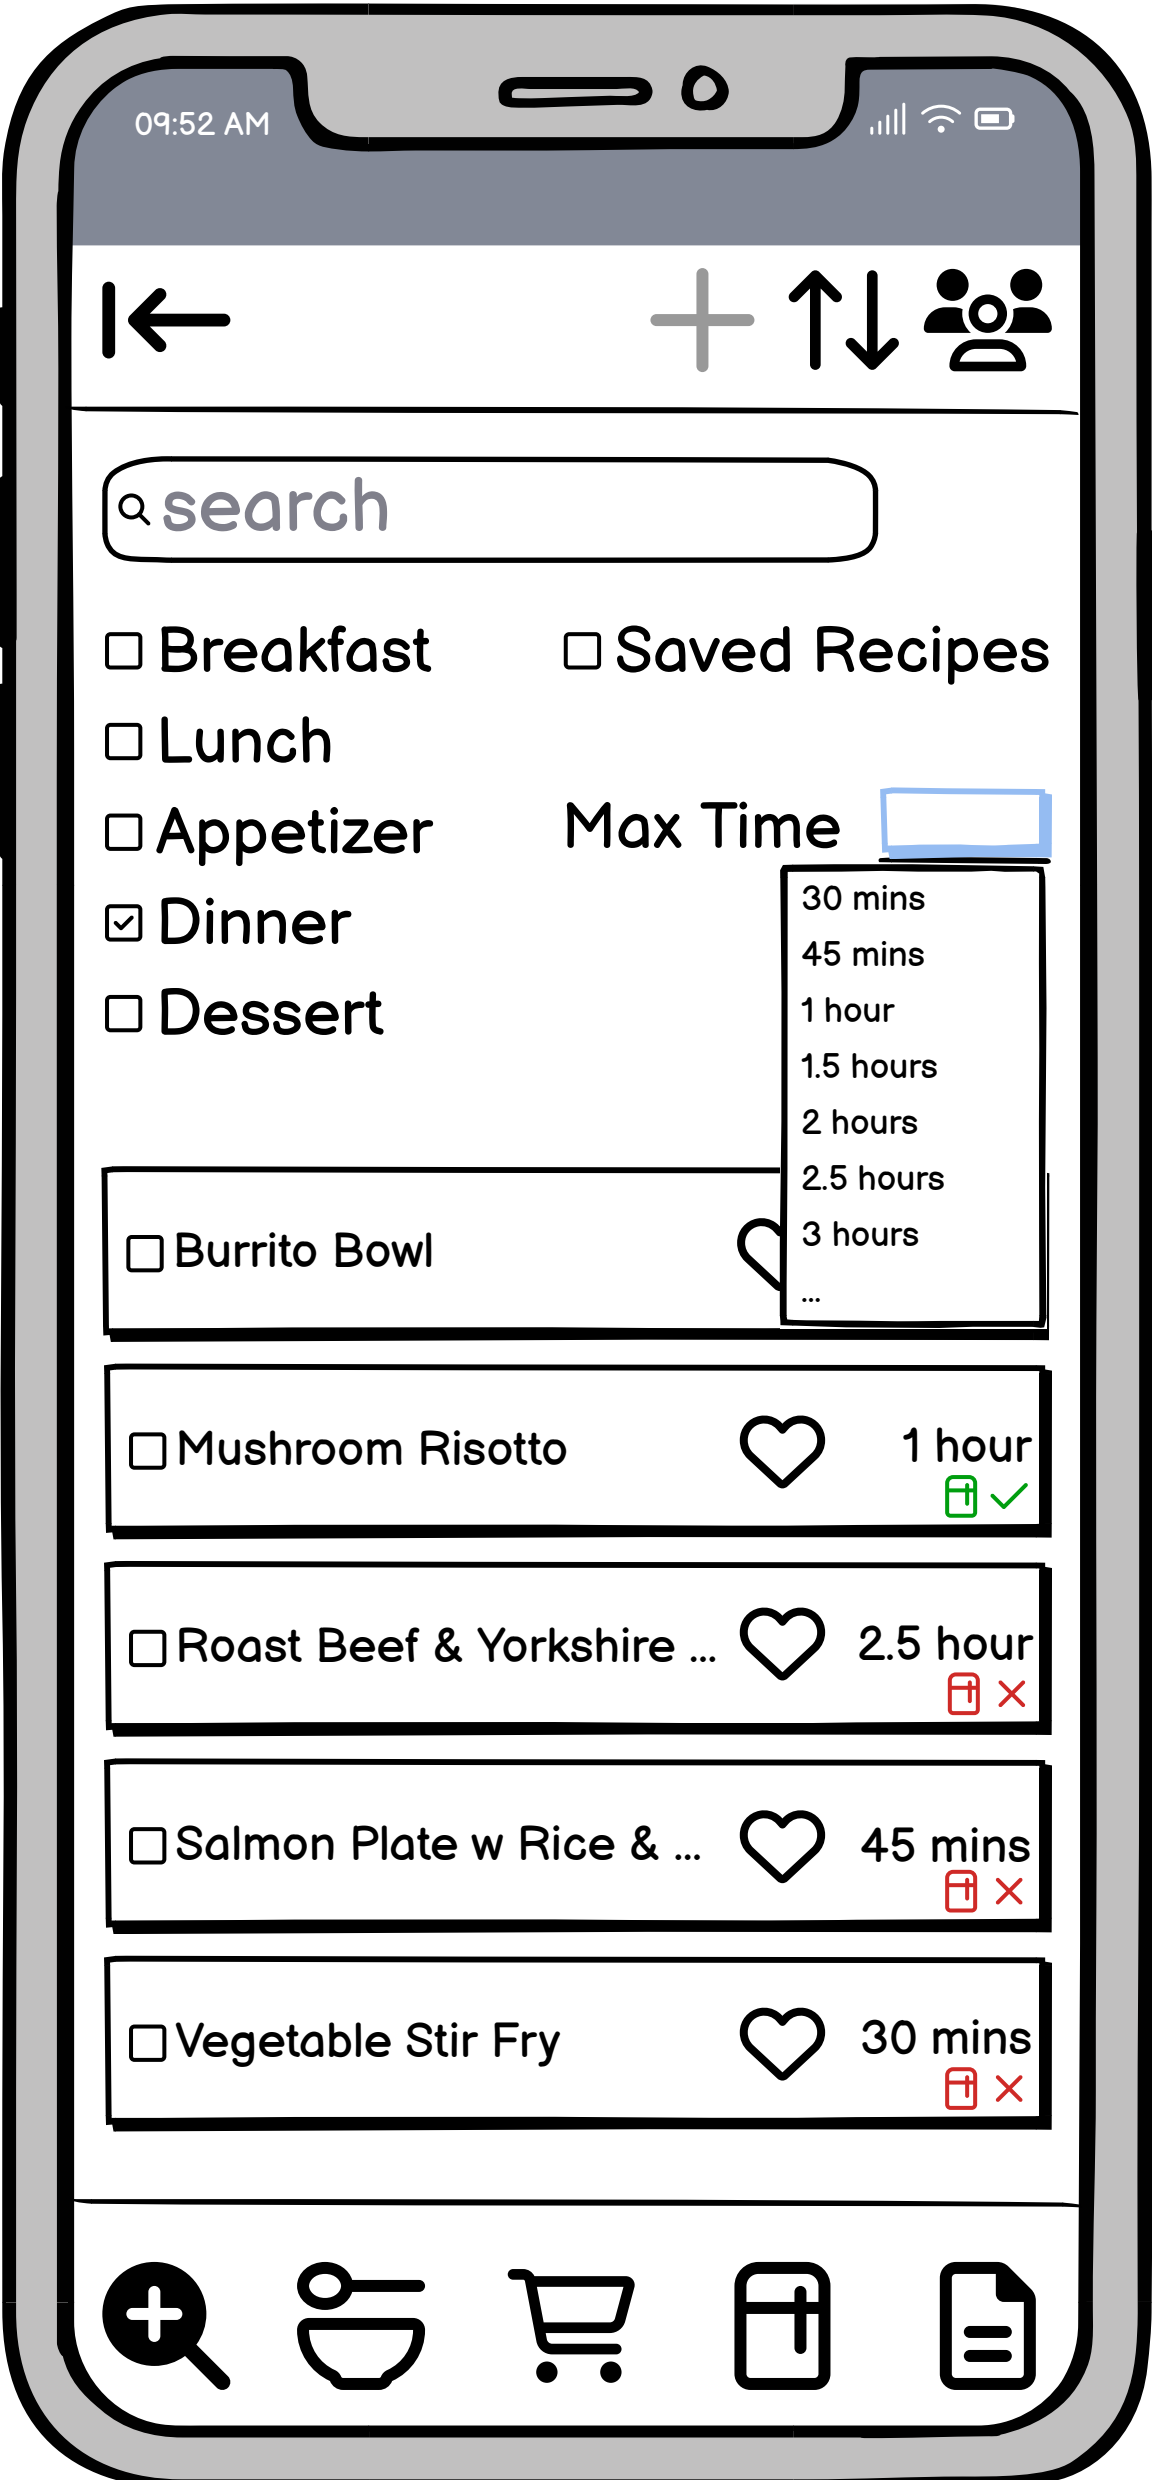 09:52 AM
search
Breakfast
Saved Recipes
Lunch
Max Time
Appetizer
Dinner
Dessert
30 mins
45 mins
1 hour
1.5 hours
2 hours
2.5 hours
3 hours
...
Burrito Bowl
Mushroom Risotto
1 hour
Roast Beef & Yorkshire ...
2.5 hour
Salmon Plate w Rice & ...
45 mins
Vegetable Stir Fry
30 mins